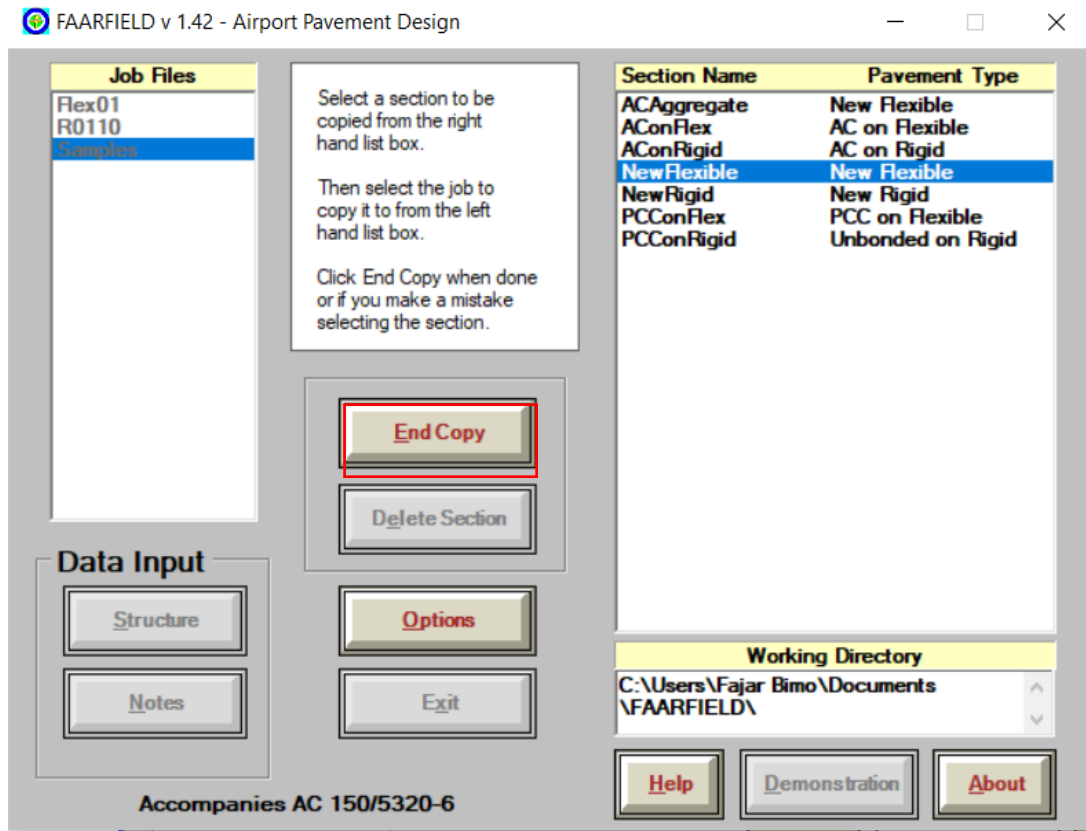 FAARFIELD v 1.42 - Airport Pavement Design
Job Files
Flex01
R0110
Samples
Select a section to be
copied from the right
hand list box.
Then select the job to
copy it to from the left
hand list box.
Click End Copy when done
or if you make a mistake
selecting the section.
End Copy
Delete Section
Data Input
Structure
Notes
Options
Exit
Section Name Pavement Type
ACAggregate New Flexible
AConFlex AC on Flexible
AConRigid AC on Rigid
NewFlexible New Flexible
NewRigid New Rigid
PCConFlex PCC on Flexible
PCConRigid Unbonded on Rigid
Working Directory
C:\Users\Fajar Bimo\Documents
\FAARFIELD\
Help Demonstration About
Accompanies AC 150/5320-6